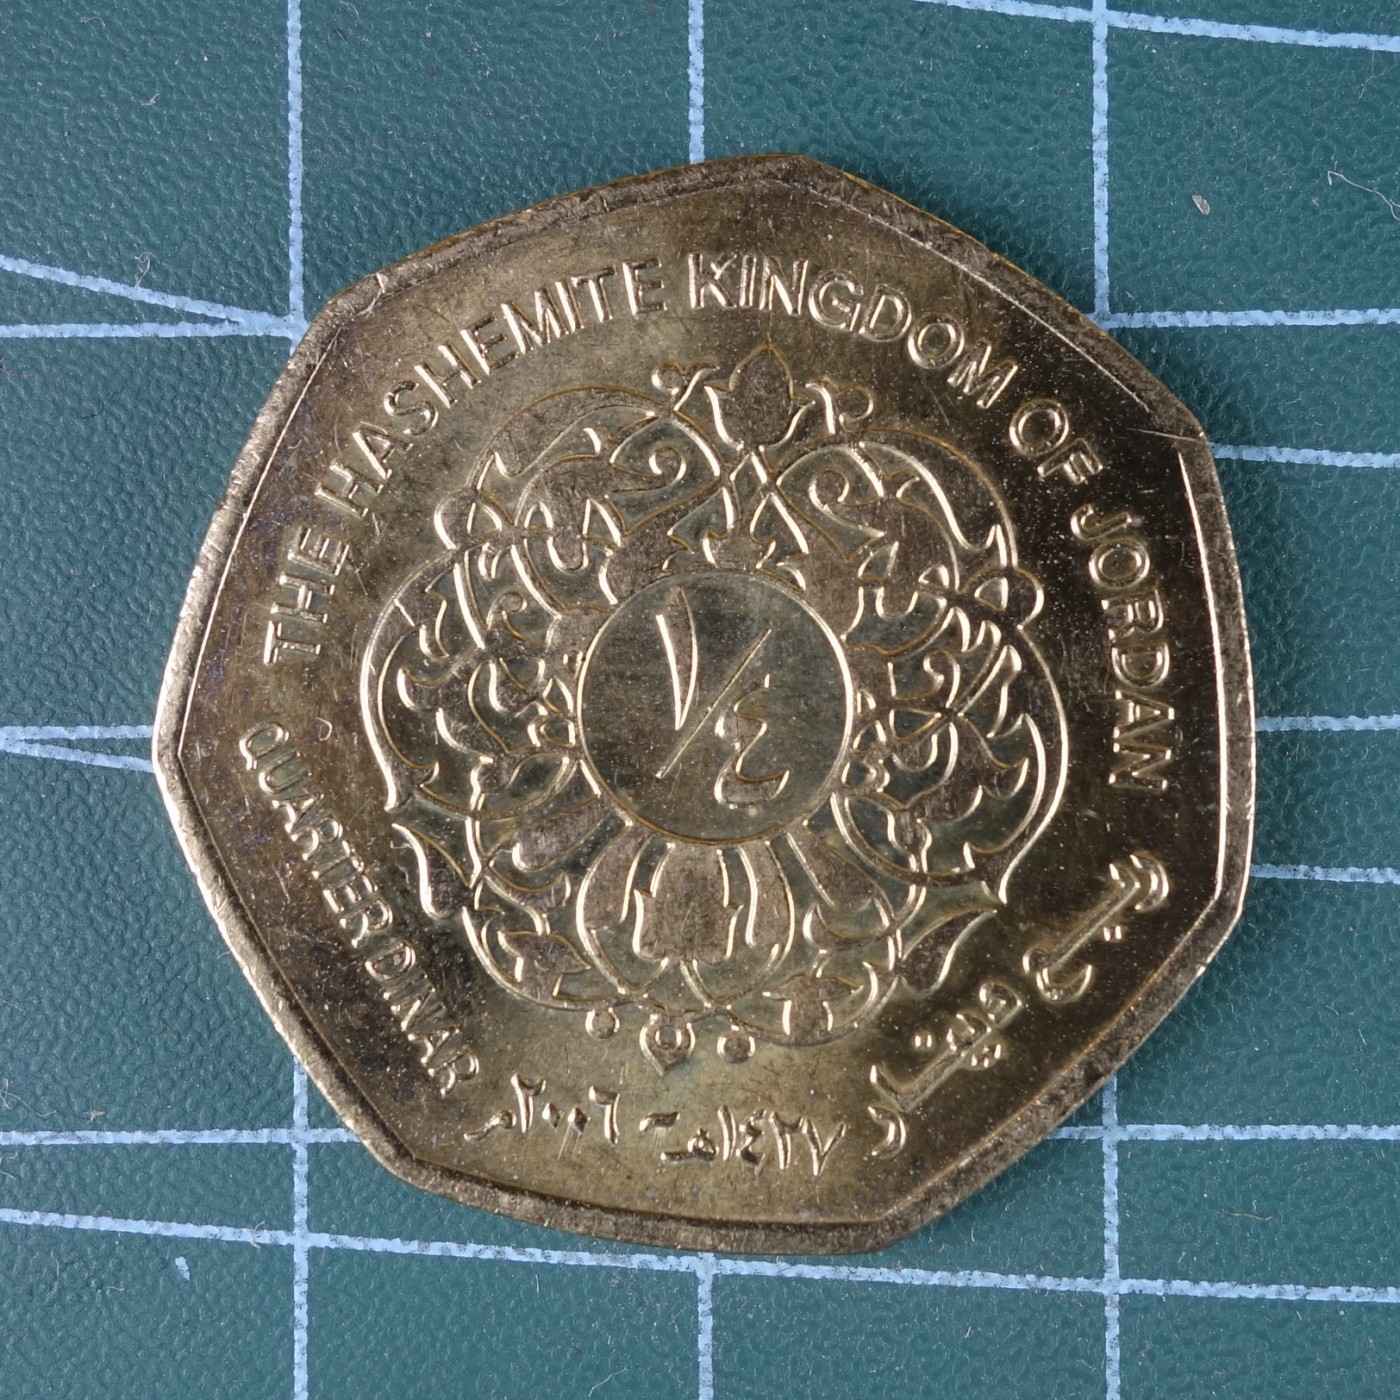 THE HASHEMITE KINGDOM OF JORDAN
١/٤
QUARTER DINAR
ربع دينار
١٤٢٧هـ - ٢٠٠٦م